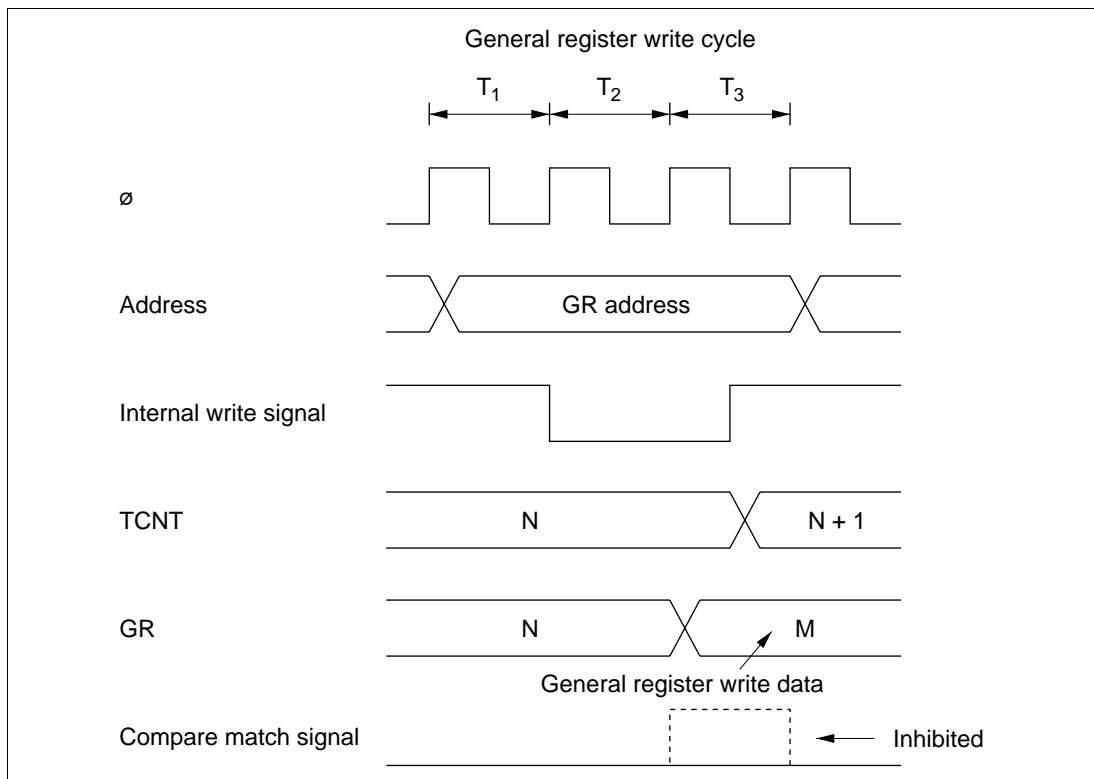 General register write cycle
T1 T2 T3
ø
Address
GR address
Internal write signal
TCNT
N
N + 1
GR
N
M
General register write data
Compare match signal
Inhibited